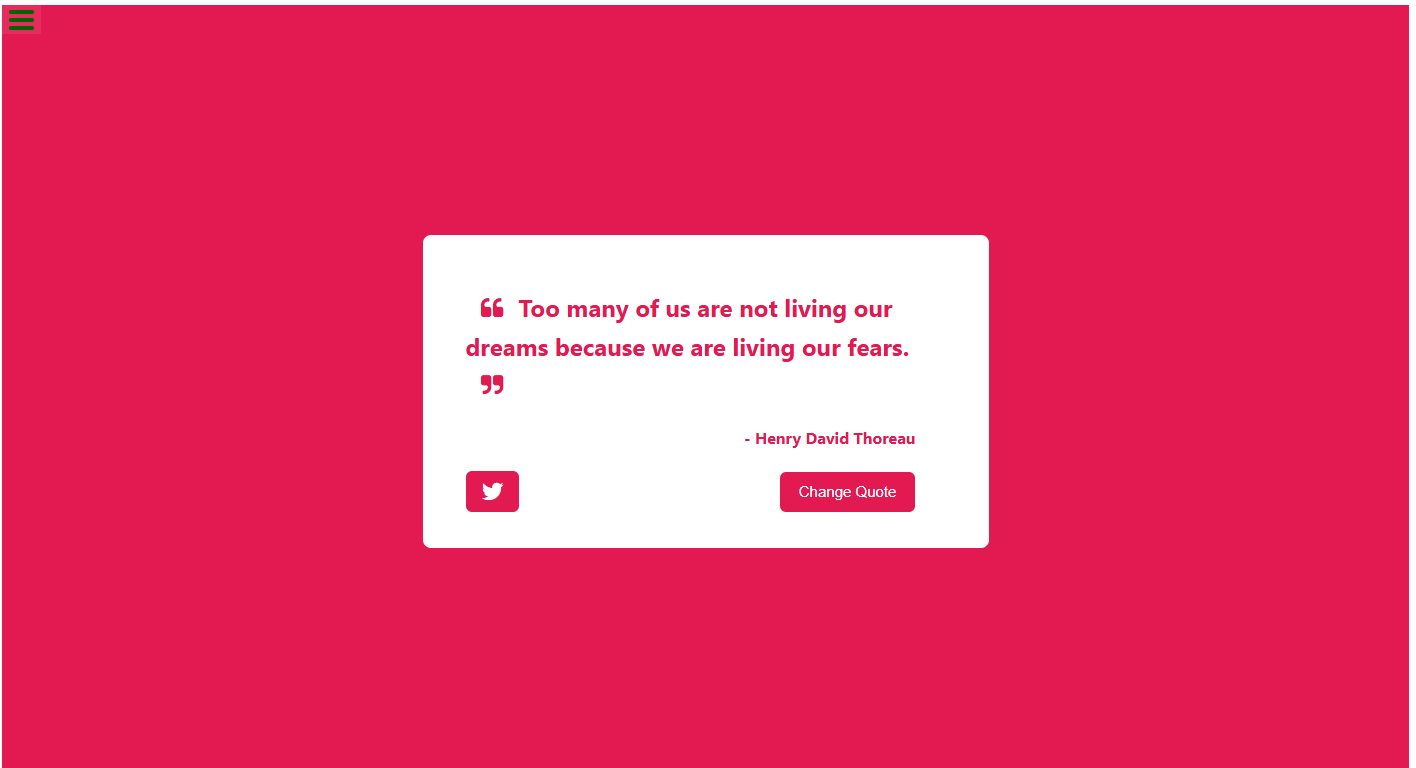 ❝ Too many of us are not living our
dreams because we are living our fears.
❞
- Henry David Thoreau
Change Quote